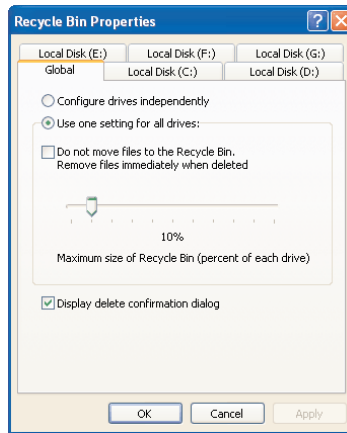 Recycle Bin Properties
Local Disk (E:) Local Disk (F:) Local Disk (G:)
Global Local Disk (C:) Local Disk (D:)
Configure drives independently
Use one setting for all drives:
Do not move files to the Recycle Bin.
Remove files immediately when deleted
10%
Maximum size of Recycle Bin (percent of each drive)
Display delete confirmation dialog
OK Cancel Apply